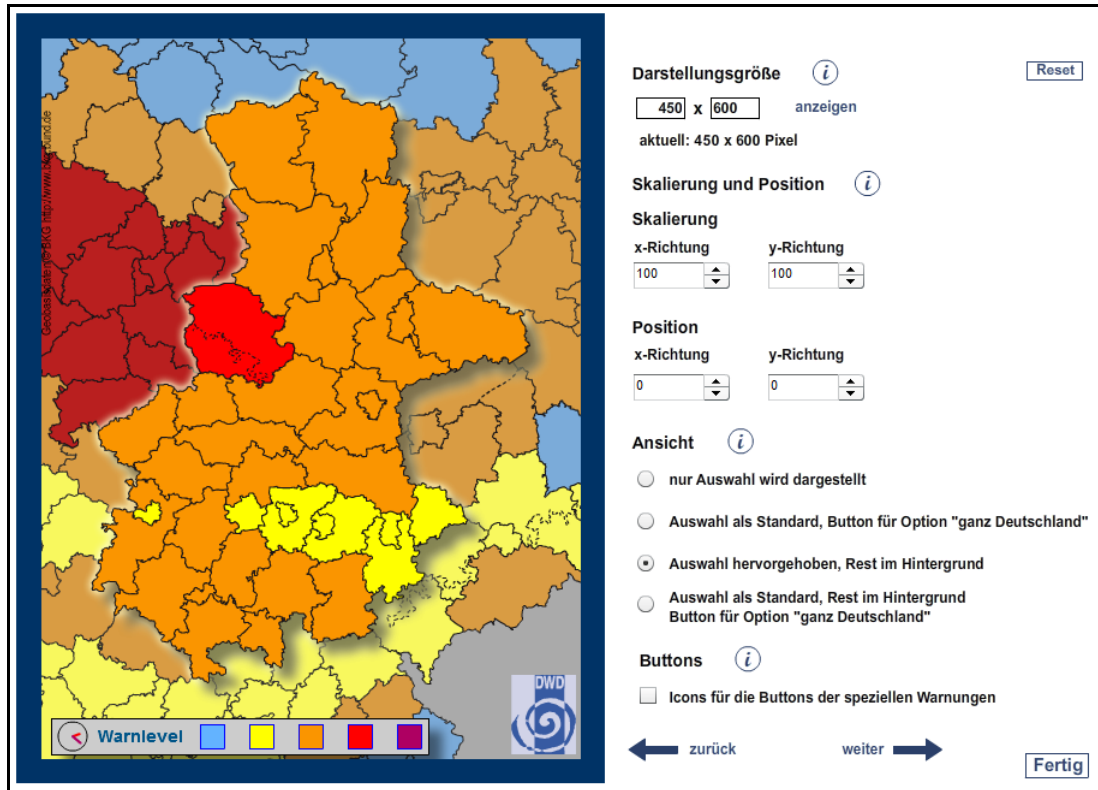 Geobasisdaten © BKG http://www.bkg.bund.de
DWD
Warnlevel
Darstellungsgröße i
Reset
450 x 600 anzeigen
aktuell: 450 x 600 Pixel
Skalierung und Position i
Skalierung
x-Richtung y-Richtung
100 100
Position
x-Richtung y-Richtung
0 0
Ansicht i
nur Auswahl wird dargestellt
Auswahl als Standard, Button für Option "ganz Deutschland"
Auswahl hervorgehoben, Rest im Hintergrund
Auswahl als Standard, Rest im Hintergrund
Button für Option "ganz Deutschland"
Buttons i
Icons für die Buttons der speziellen Warnungen
zurück weiter
Fertig